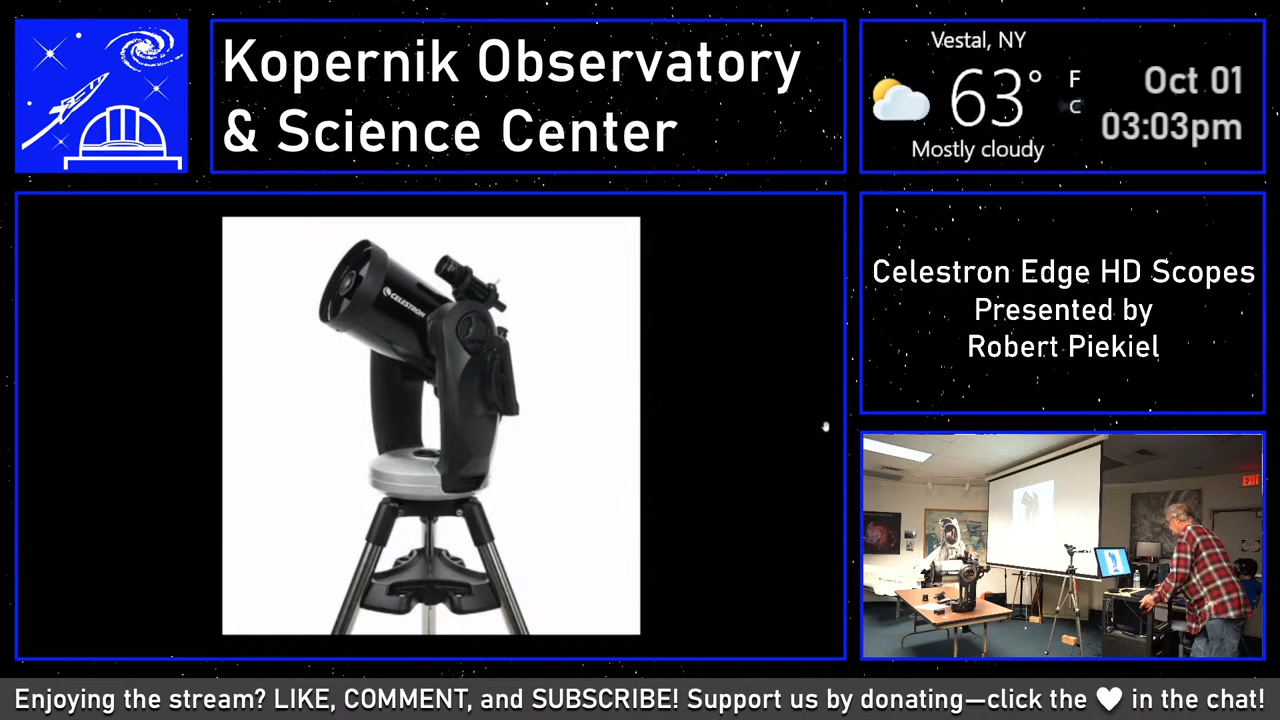 Kopernik Observatory
& Science Center
Vestal, NY
63° F
C
Mostly cloudy
Oct 01
03:03pm
CELESTRON
Celestron Edge HD Scopes
Presented by
Robert Piekiel
EXIT
Enjoying the stream? LIKE, COMMENT, and SUBSCRIBE! Support us by donating—click the ♥ in the chat!